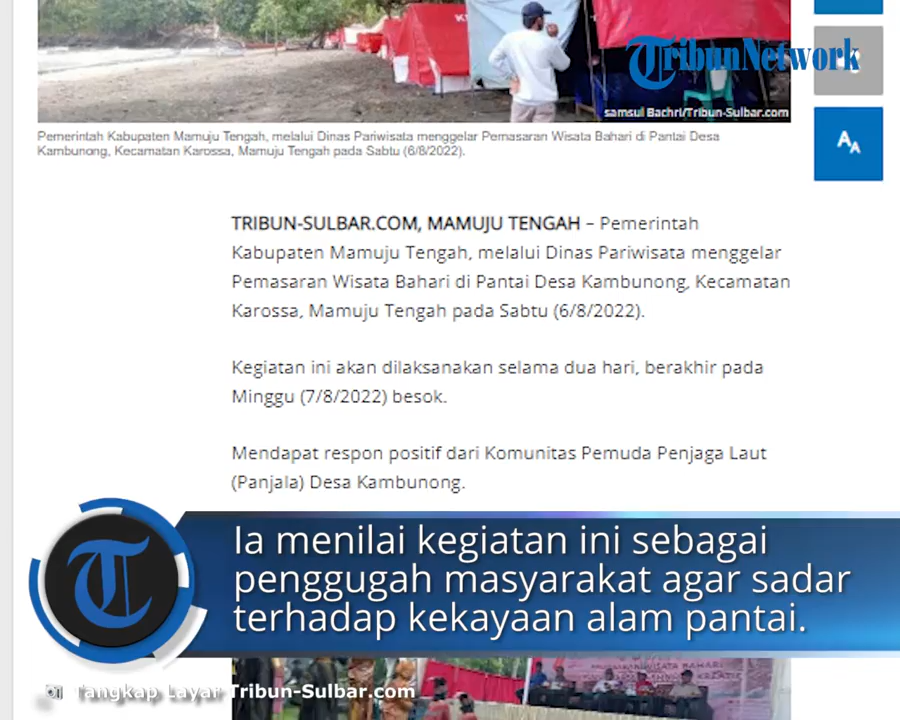 TribunNetwork
samsul Bachri/Tribun-Sulbar.com
Pemerintah Kabupaten Mamuju Tengah, melalui Dinas Pariwisata menggelar Pemasaran Wisata Bahari di Pantai Desa
Kambunong, Kecamatan Karossa, Mamuju Tengah pada Sabtu (6/8/2022).
AA
TRIBUN-SULBAR.COM, MAMUJU TENGAH – Pemerintah
Kabupaten Mamuju Tengah, melalui Dinas Pariwisata menggelar
Pemasaran Wisata Bahari di Pantai Desa Kambunong, Kecamatan
Karossa, Mamuju Tengah pada Sabtu (6/8/2022).
Kegiatan ini akan dilaksanakan selama dua hari, berakhir pada
Minggu (7/8/2022) besok.
Mendapat respon positif dari Komunitas Pemuda Penjaga Laut
(Panjala) Desa Kambunong.
T
Ia menilai kegiatan ini sebagai
penggugah masyarakat agar sadar
terhadap kekayaan alam pantai.
WISATA BAHARI
Tangkap Layar Tribun-Sulbar.com